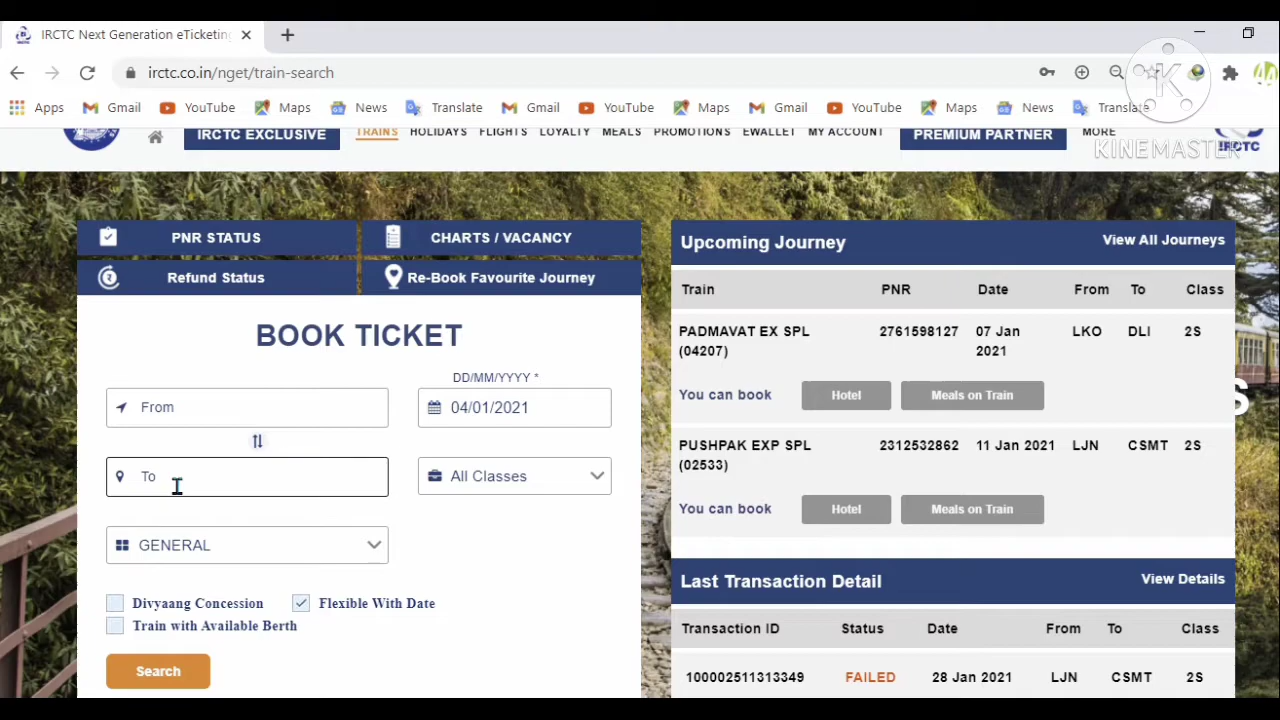 IRCTC Next Generation eTicketing
irctc.co.in/nget/train-search
Apps Gmail YouTube Maps News Translate Gmail YouTube Maps Gmail YouTube Maps News Translate
IRCTC EXCLUSIVE TRAINS HOLIDAYS FLIGHTS LOYALTY MEALS PROMOTIONS EWALLET MY ACCOUNT PREMIUM PARTNER MORE
IRCTC
KINEMASTER
PNR STATUS CHARTS / VACANCY
Refund Status Re-Book Favourite Journey
BOOK TICKET
DD/MM/YYYY *
From 04/01/2021
To All Classes
GENERAL
Divyaang Concession Flexible With Date
Train with Available Berth
Search
Upcoming Journey View All Journeys
Train PNR Date From To Class
PADMAVAT EX SPL 2761598127 07 Jan LKO DLI 2S
(04207) 2021
You can book Hotel Meals on Train
PUSHPAK EXP SPL 2312532862 11 Jan 2021 LJN CSMT 2S
(02533)
You can book Hotel Meals on Train
S
Last Transaction Detail View Details
Transaction ID Status Date From To Class
100002511313349 FAILED 28 Jan 2021 LJN CSMT 2S